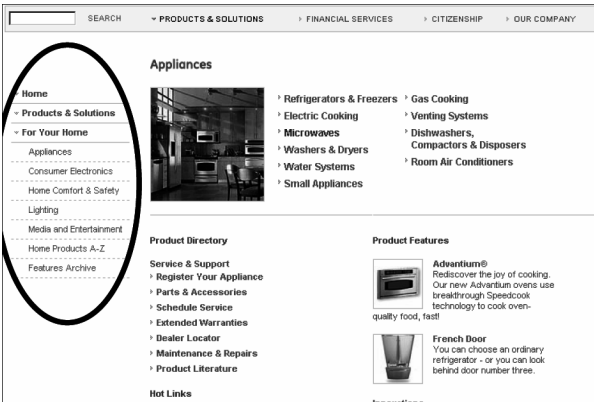 SEARCH
PRODUCTS & SOLUTIONS
FINANCIAL SERVICES
CITIZENSHIP
OUR COMPANY
Home
Products & Solutions
For Your Home
Appliances
Consumer Electronics
Home Comfort & Safety
Lighting
Media and Entertainment
Home Products A-Z
Features Archive
Appliances
Refrigerators & Freezers
Electric Cooking
Microwaves
Washers & Dryers
Water Systems
Small Appliances
Gas Cooking
Venting Systems
Dishwashers,
Compactors & Disposers
Room Air Conditioners
Product Directory
Service & Support
Register Your Appliance
Parts & Accessories
Schedule Service
Extended Warranties
Dealer Locator
Maintenance & Repairs
Product Literature
Hot Links
Product Features
Advantium®
Rediscover the joy of cooking.
Our new Advantium ovens use
breakthrough Speedcook
technology to cook oven-
quality food, fast!
French Door
You can choose an ordinary
refrigerator - or you can look
behind door number three.